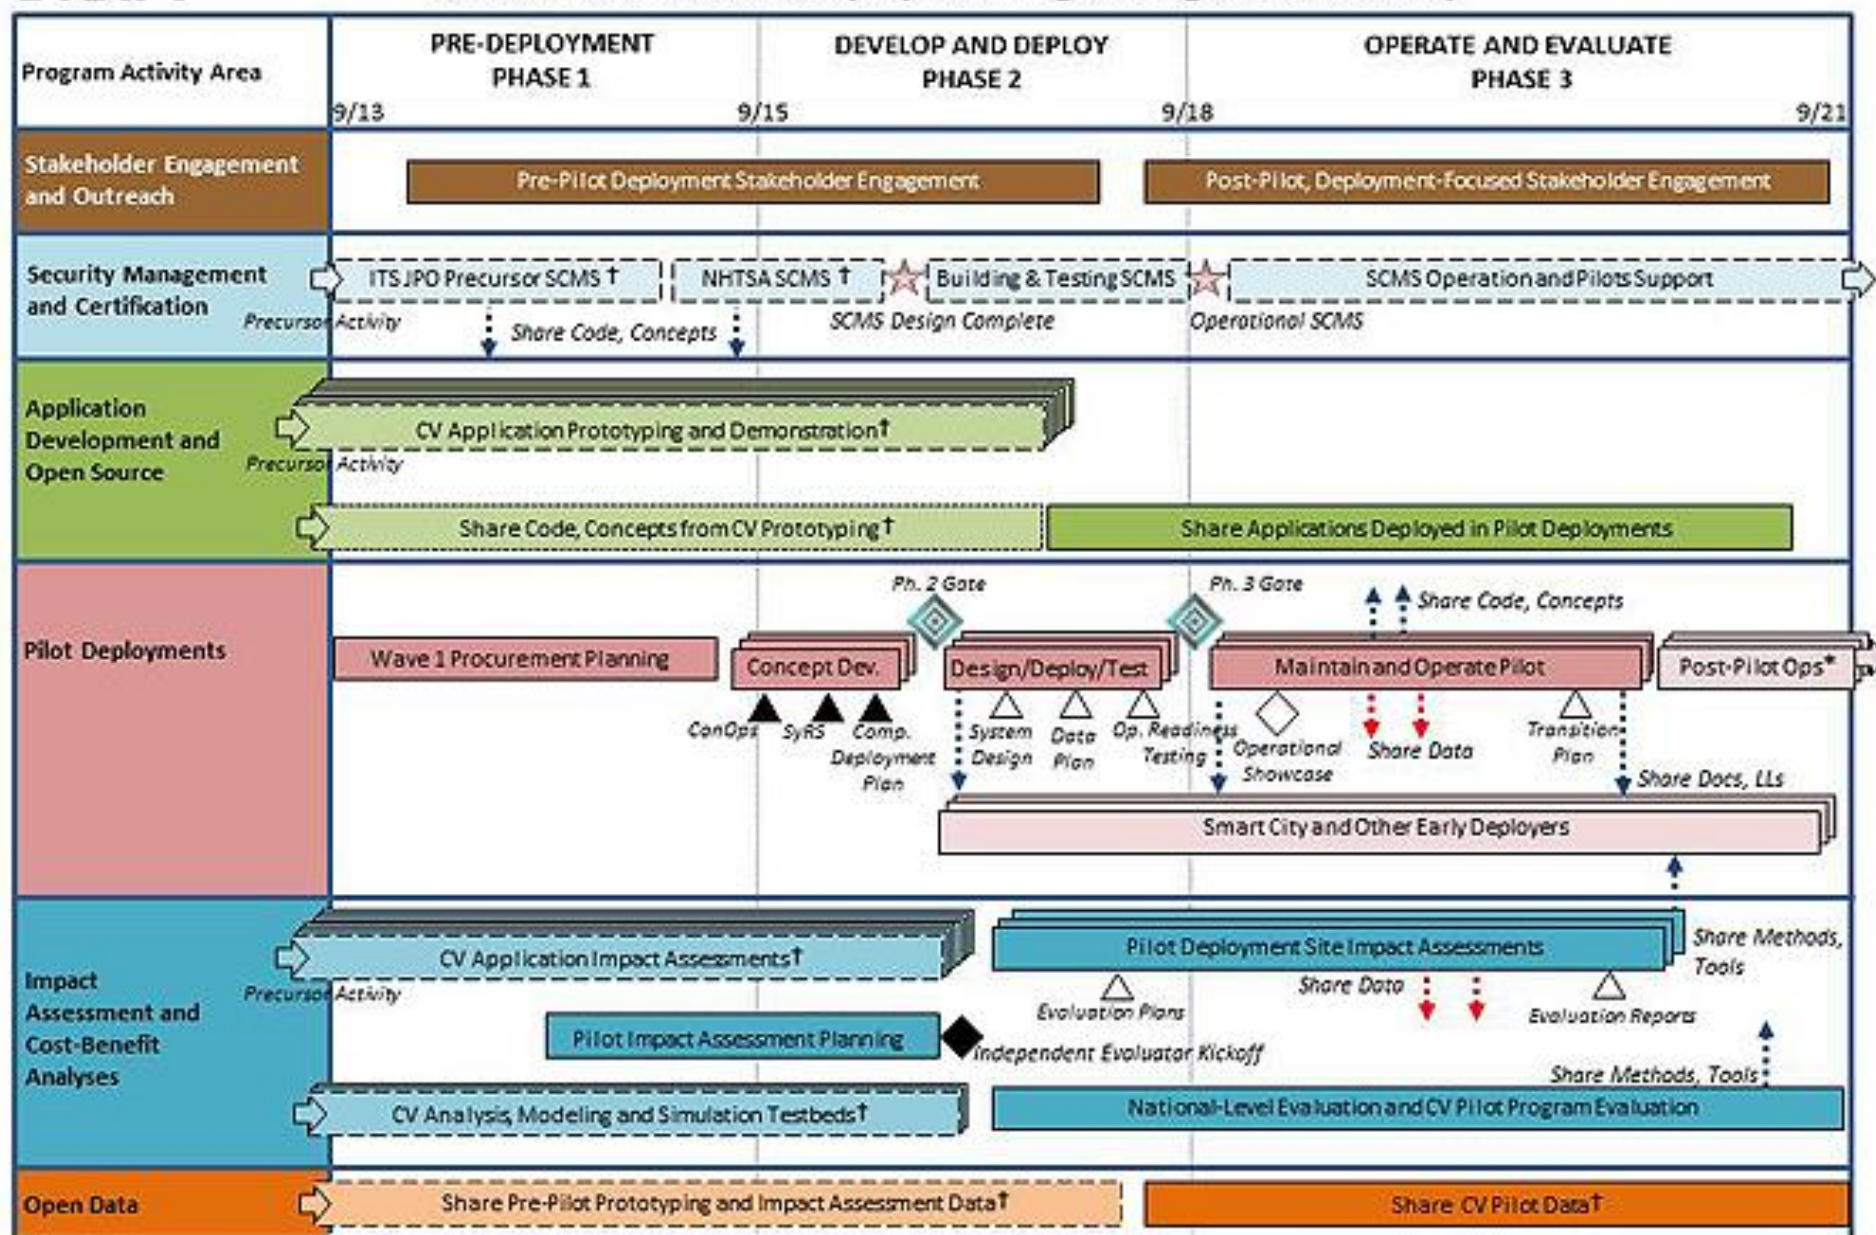 Program Activity Area
PRE-DEPLOYMENT
PHASE 1
DEVELOP AND DEPLOY
PHASE 2
OPERATE AND EVALUATE
PHASE 3
9/13
9/15
9/18
9/21
Stakeholder Engagement
and Outreach
Pre-Pilot Deployment Stakeholder Engagement
Post-Pilot, Deployment-Focused Stakeholder Engagement
Security Management
and Certification
ITS JPO Precursor SCMS †
NHTSA SCMS †
Building & Testing SCMS
SCMS Operation and Pilots Support
Precursor Activity
Share Code, Concepts
SCMS Design Complete
Operational SCMS
Application
Development and
Open Source
CV Application Prototyping and Demonstration†
Precursor Activity
Share Code, Concepts from CV Prototyping†
Share Applications Deployed in Pilot Deployments
Pilot Deployments
Ph. 2 Gate
Ph. 3 Gate
Share Code, Concepts
Wave 1 Procurement Planning
Concept Dev.
Design/Deploy/Test
Maintain and Operate Pilot
Post-Pilot Ops*
ConOps
SyRS
Comp.
Deployment
Plan
System
Design
Data
Plan
Op. Readiness
Testing
Operational
Showcase
Share Data
Transition
Plan
Share Docs, LLs
Smart City and Other Early Deployers
Impact
Assessment and
Cost-Benefit
Analyses
CV Application Impact Assessments†
Precursor Activity
Pilot Deployment Site Impact Assessments
Share Methods,
Tools
Evaluation Plans
Share Data
Evaluation Reports
Pilot Impact Assessment Planning
Independent Evaluator Kickoff
Share Methods, Tools
CV Analysis, Modeling and Simulation Testbeds†
National-Level Evaluation and CV Pilot Program Evaluation
Open Data
Share Pre-Pilot Prototyping and Impact Assessment Data†
Share CV Pilot Data†